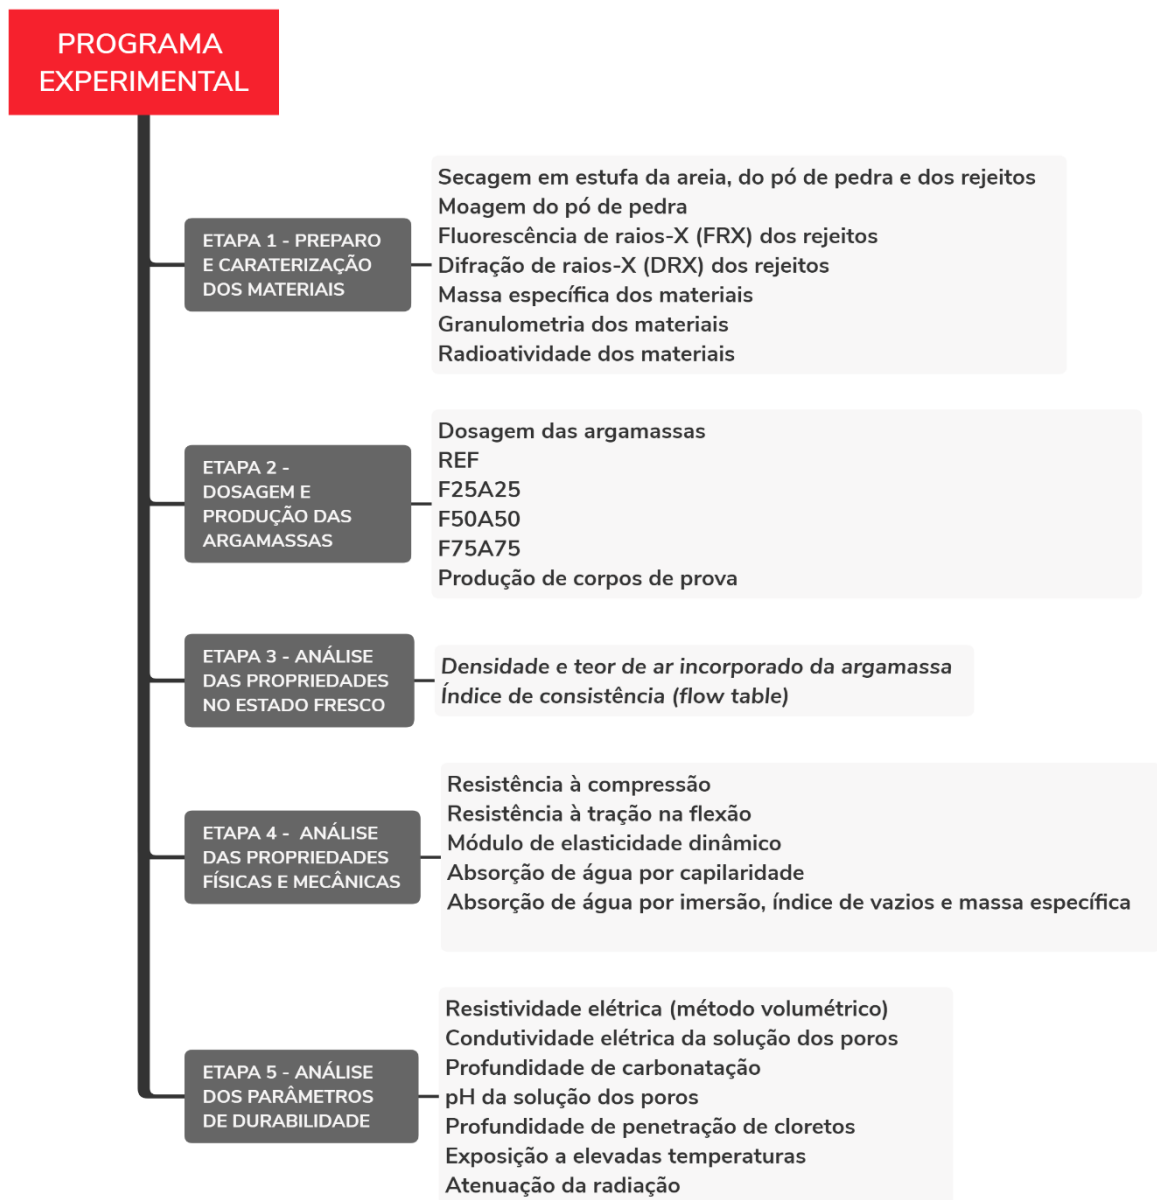 PROGRAMA
EXPERIMENTAL
ETAPA 1 - PREPARO
E CARATERIZAÇÃO
DOS MATERIAIS
Secagem em estufa da areia, do pó de pedra e dos rejeitos
Moagem do pó de pedra
Fluorescência de raios-X (FRX) dos rejeitos
Difração de raios-X (DRX) dos rejeitos
Massa específica dos materiais
Granulometria dos materiais
Radioatividade dos materiais
ETAPA 2 -
DOSAGEM E
PRODUÇÃO DAS
ARGAMASSAS
Dosagem das argamassas
REF
F25A25
F50A50
F75A75
Produção de corpos de prova
ETAPA 3 - ANÁLISE
DAS PROPRIEDADES
NO ESTADO FRESCO
Densidade e teor de ar incorporado da argamassa
Índice de consistência (flow table)
ETAPA 4 - ANÁLISE
DAS PROPRIEDADES
FÍSICAS E MECÂNICAS
Resistência à compressão
Resistência à tração na flexão
Módulo de elasticidade dinâmico
Absorção de água por capilaridade
Absorção de água por imersão, índice de vazios e massa específica
ETAPA 5 - ANÁLISE
DOS PARÂMETROS
DE DURABILIDADE
Resistividade elétrica (método volumétrico)
Condutividade elétrica da solução dos poros
Profundidade de carbonatação
pH da solução dos poros
Profundidade de penetração de cloretos
Exposição a elevadas temperaturas
Atenuação da radiação